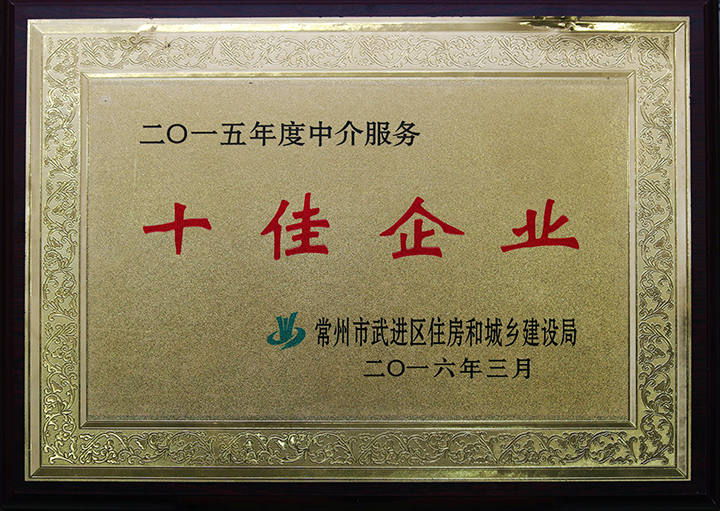 二〇一五年度中介服务
十佳企业
常州市武进区住房和城乡建设局
二〇一六年三月